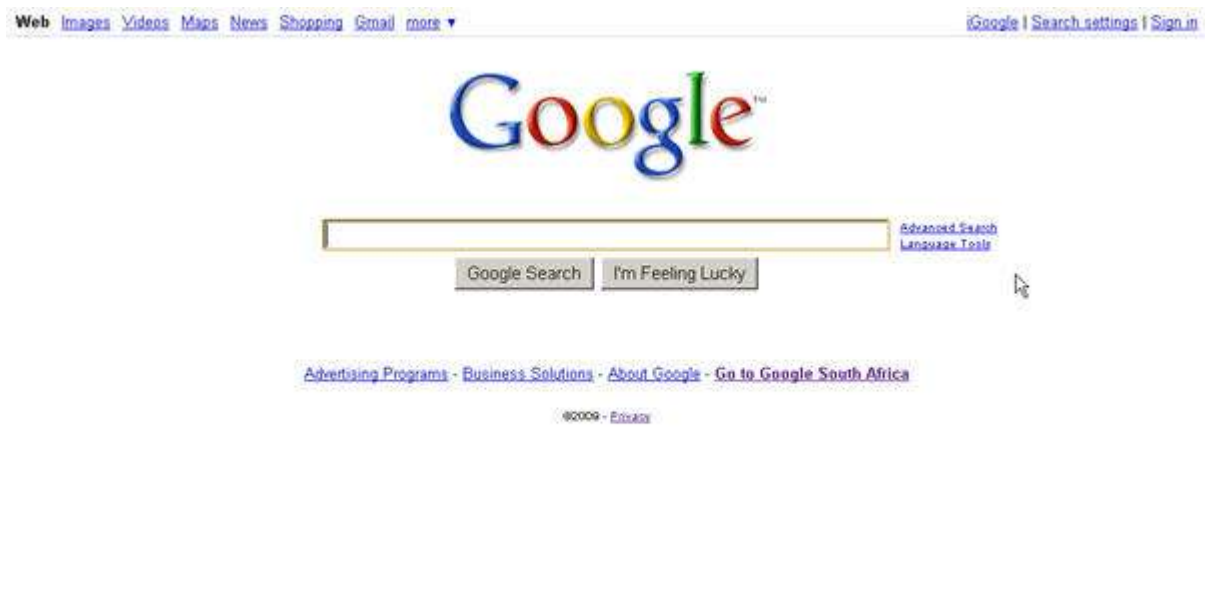 Web Images Videos Maps News Shopping Gmail more ▼ iGoogle | Search settings | Sign in
Google™
Advanced Search
Language Tools
Google Search I'm Feeling Lucky
Advertising Programs - Business Solutions - About Google - Go to Google South Africa
©2009 - Privacy